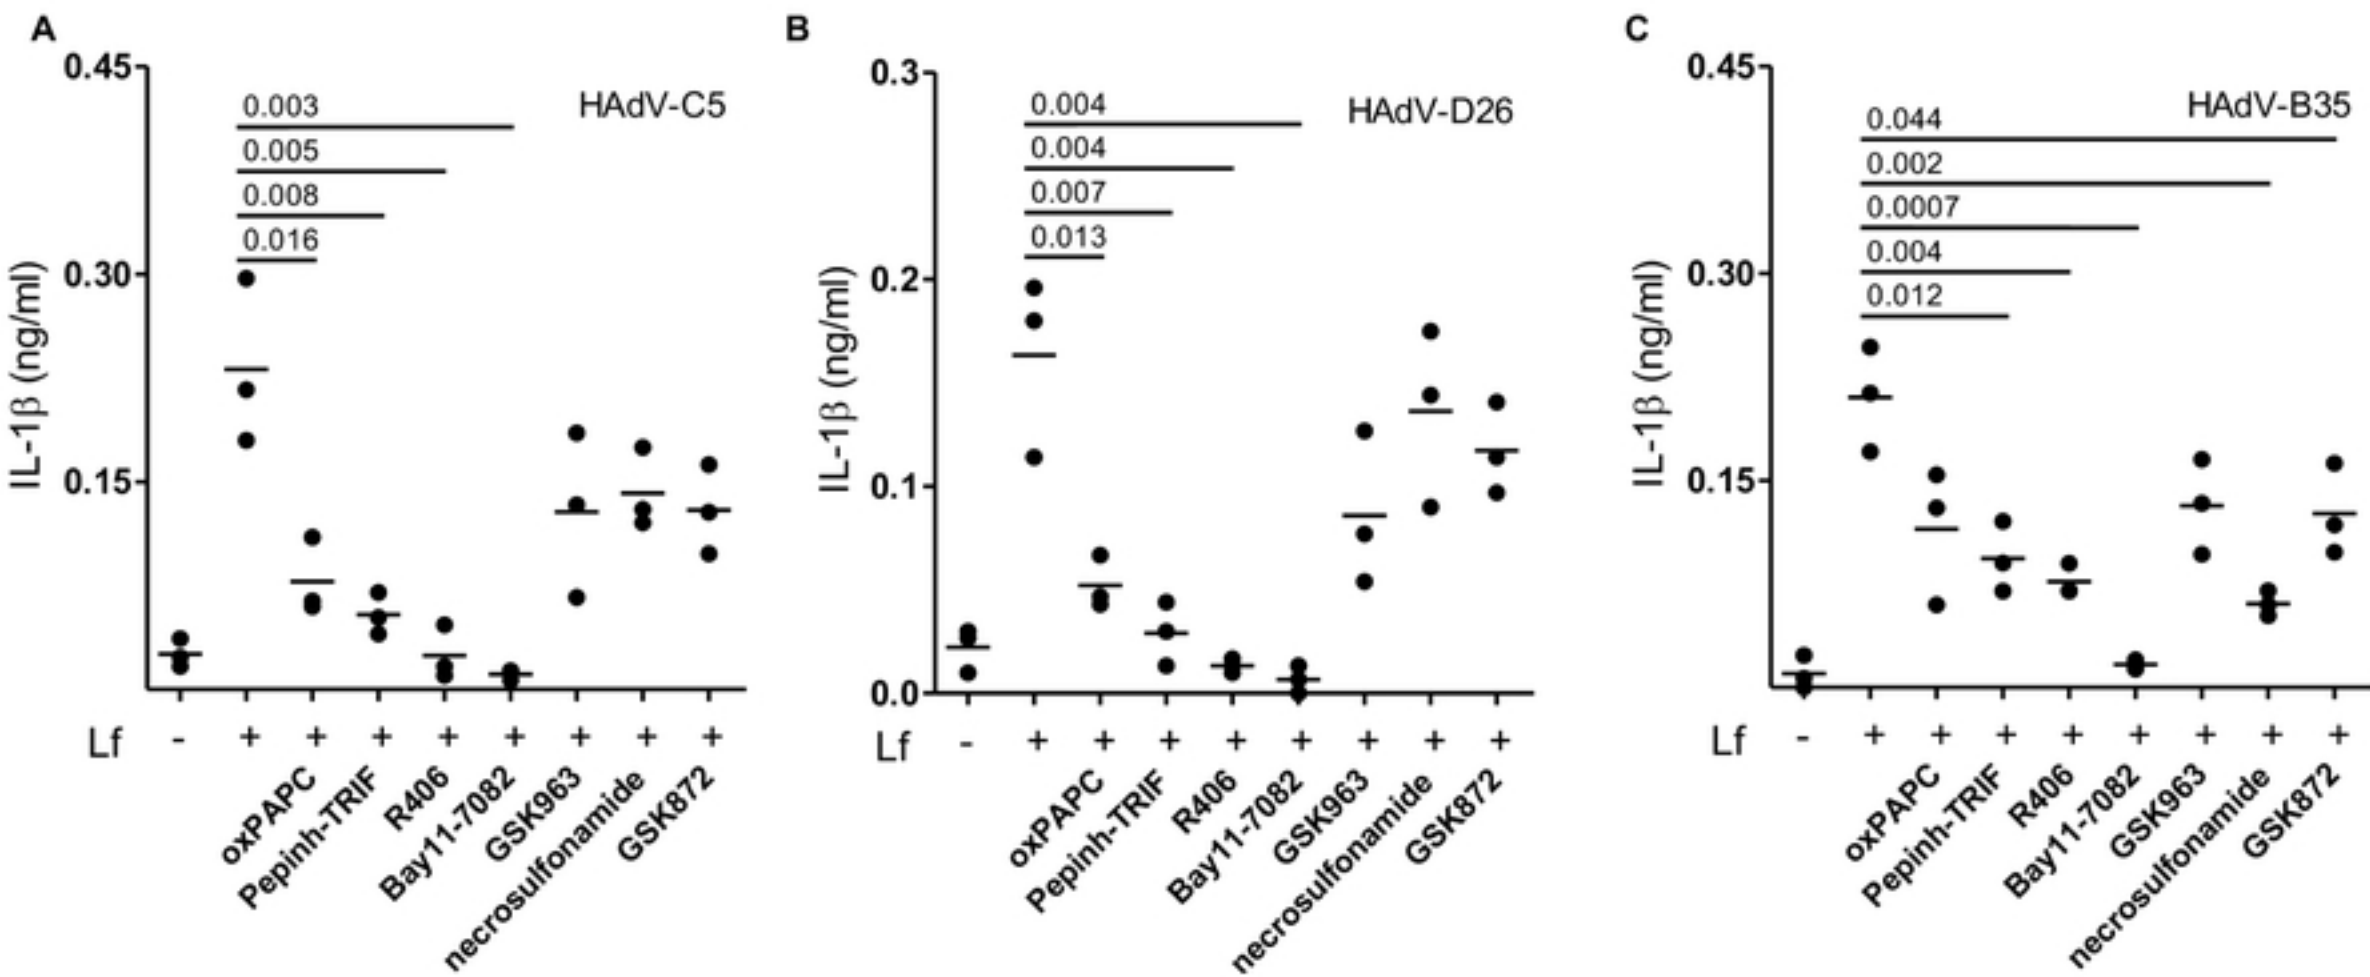 A
0.45
0.30
0.15
IL-1β (ng/ml)
HAdV-C5
0.003
0.005
0.008
0.016
Lf - + + + + + + + +
oxPAPC
Pepinh-TRIF
R406
Bay11-7082
GSK963
necrosulfonamide
GSK872
B
0.3
0.2
0.1
0.0
IL-1β (ng/ml)
HAdV-D26
0.004
0.004
0.007
0.013
Lf - + + + + + + + +
oxPAPC
Pepinh-TRIF
R406
Bay11-7082
GSK963
necrosulfonamide
GSK872
C
0.45
0.30
0.15
IL-1β (ng/ml)
HAdV-B35
0.044
0.002
0.0007
0.004
0.012
Lf - + + + + + + + +
oxPAPC
Pepinh-TRIF
R406
Bay11-7082
GSK963
necrosulfonamide
GSK872